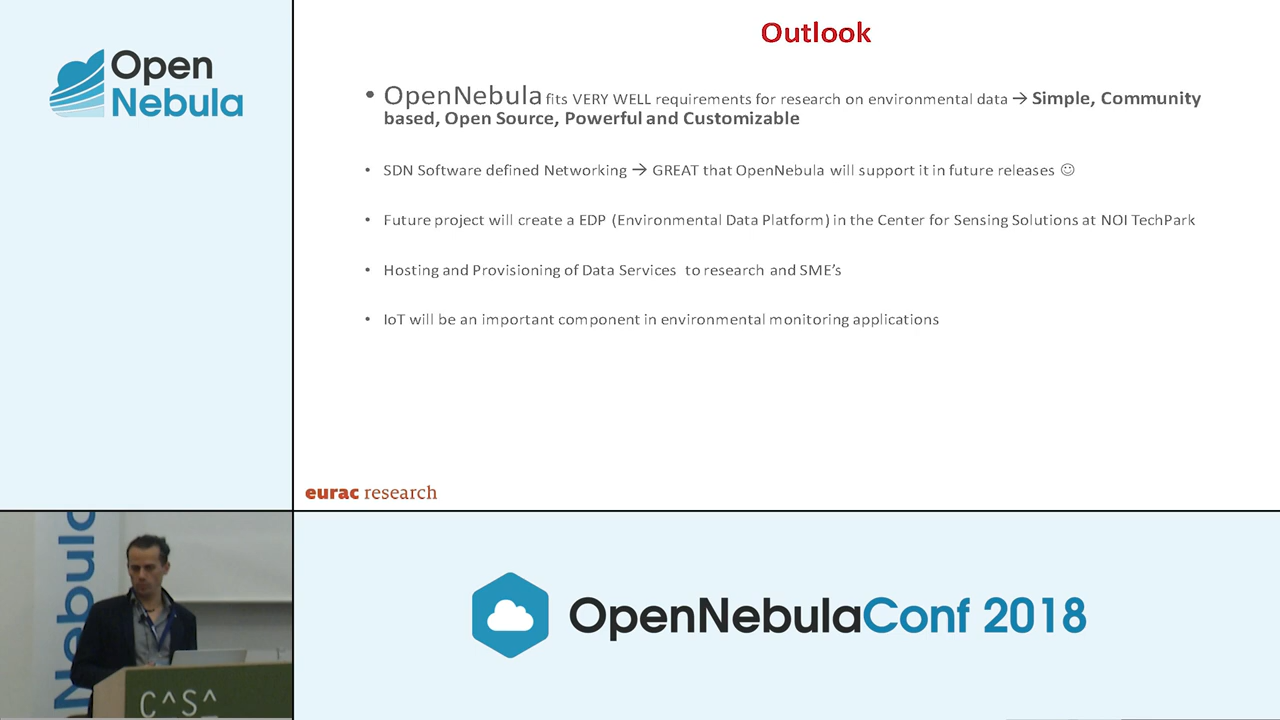 Open
Nebula
Outlook
• OpenNebula fits VERY WELL requirements for research on environmental data → Simple, Community
based, Open Source, Powerful and Customizable
• SDN Software defined Networking → GREAT that OpenNebula will support it in future releases ☺
• Future project will create a EDP (Environmental Data Platform) in the Center for Sensing Solutions at NOI TechPark
• Hosting and Provisioning of Data Services to research and SME's
• IoT will be an important component in environmental monitoring applications
eurac research
Nebula
C^S^
OpenNebulaConf 2018